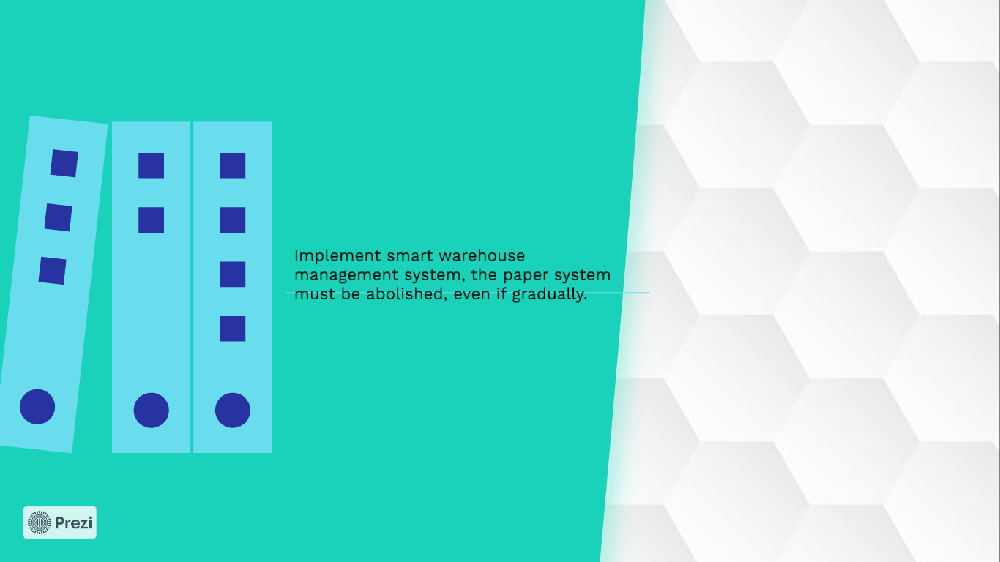 Implement smart warehouse
management system, the paper system
must be abolished, even if gradually.
Prezi